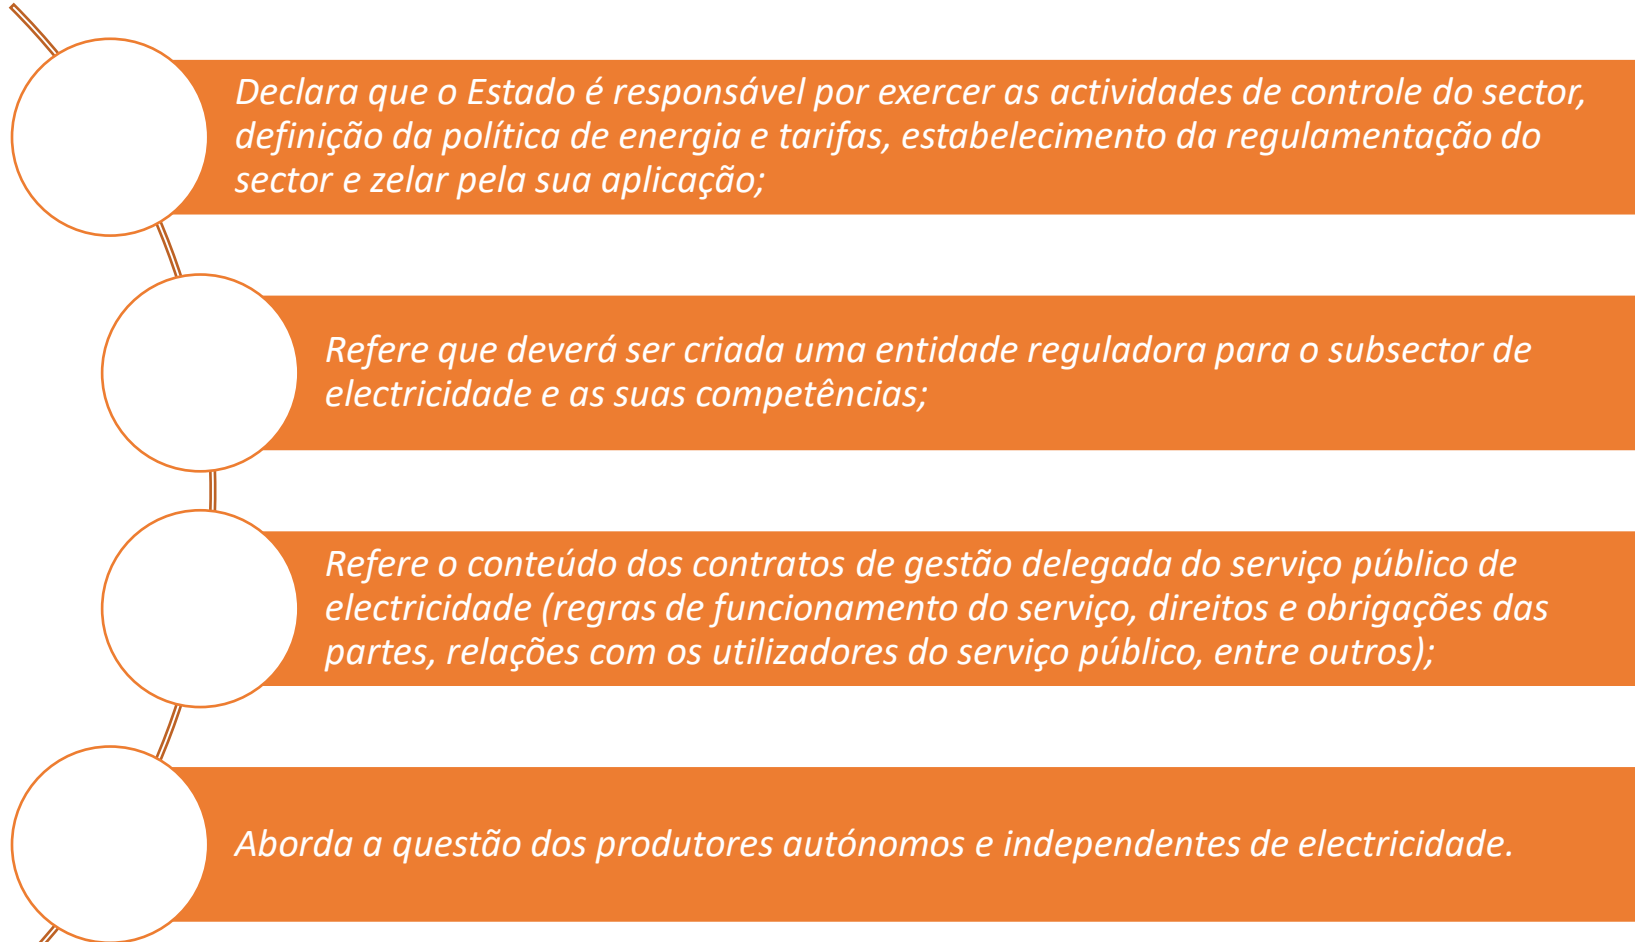 Declara que o Estado é responsável por exercer as actividades de controle do sector,
definição da política de energia e tarifas, estabelecimento da regulamentação do
sector e zelar pela sua aplicação;
Refere que deverá ser criada uma entidade reguladora para o subsector de
electricidade e as suas competências;
Refere o conteúdo dos contratos de gestão delegada do serviço público de
electricidade (regras de funcionamento do serviço, direitos e obrigações das
partes, relações com os utilizadores do serviço público, entre outros);
Aborda a questão dos produtores autónomos e independentes de electricidade.